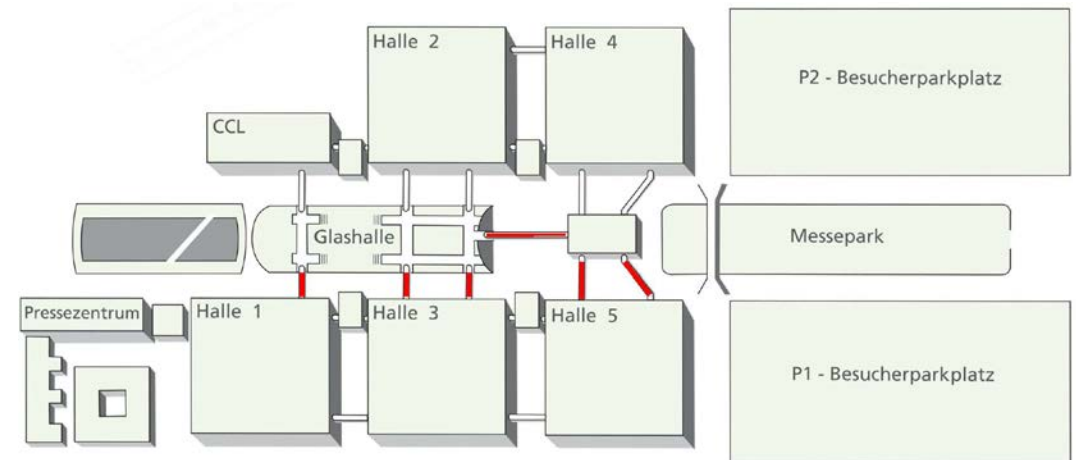 Halle 2
Halle 4
P2 - Besucherparkplatz
CCL
Glashalle
Messepark
Pressezentrum
Halle 1
Halle 3
Halle 5
P1 - Besucherparkplatz